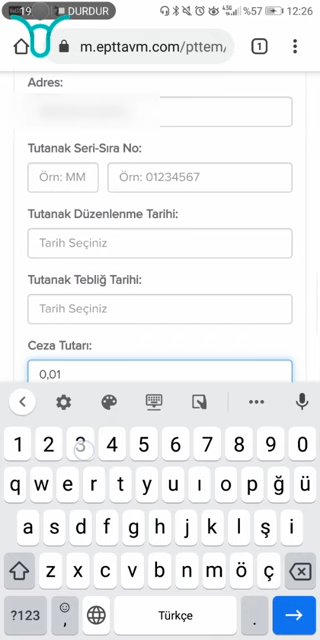 19 DURDUR %57 12:26
m.epttavm.com/pttem/ 1
Adres:
Tutanak Seri-Sıra No:
Örn: MM Örn: 01234567
Tutanak Düzenlenme Tarihi:
Tarih Seçiniz
Tutanak Tebliğ Tarihi:
Tarih Seçiniz
Ceza Tutarı:
0,01
1 2 3 4 5 6 7 8 9 0
q w e r t y u ı o p ğ ü
a s d f g h j k l ş i
z x c v b n m ö ç
?123 , Türkçe .